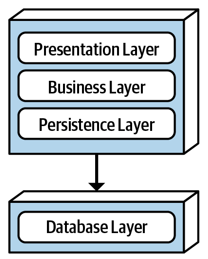 Presentation Layer
Business Layer
Persistence Layer
Database Layer